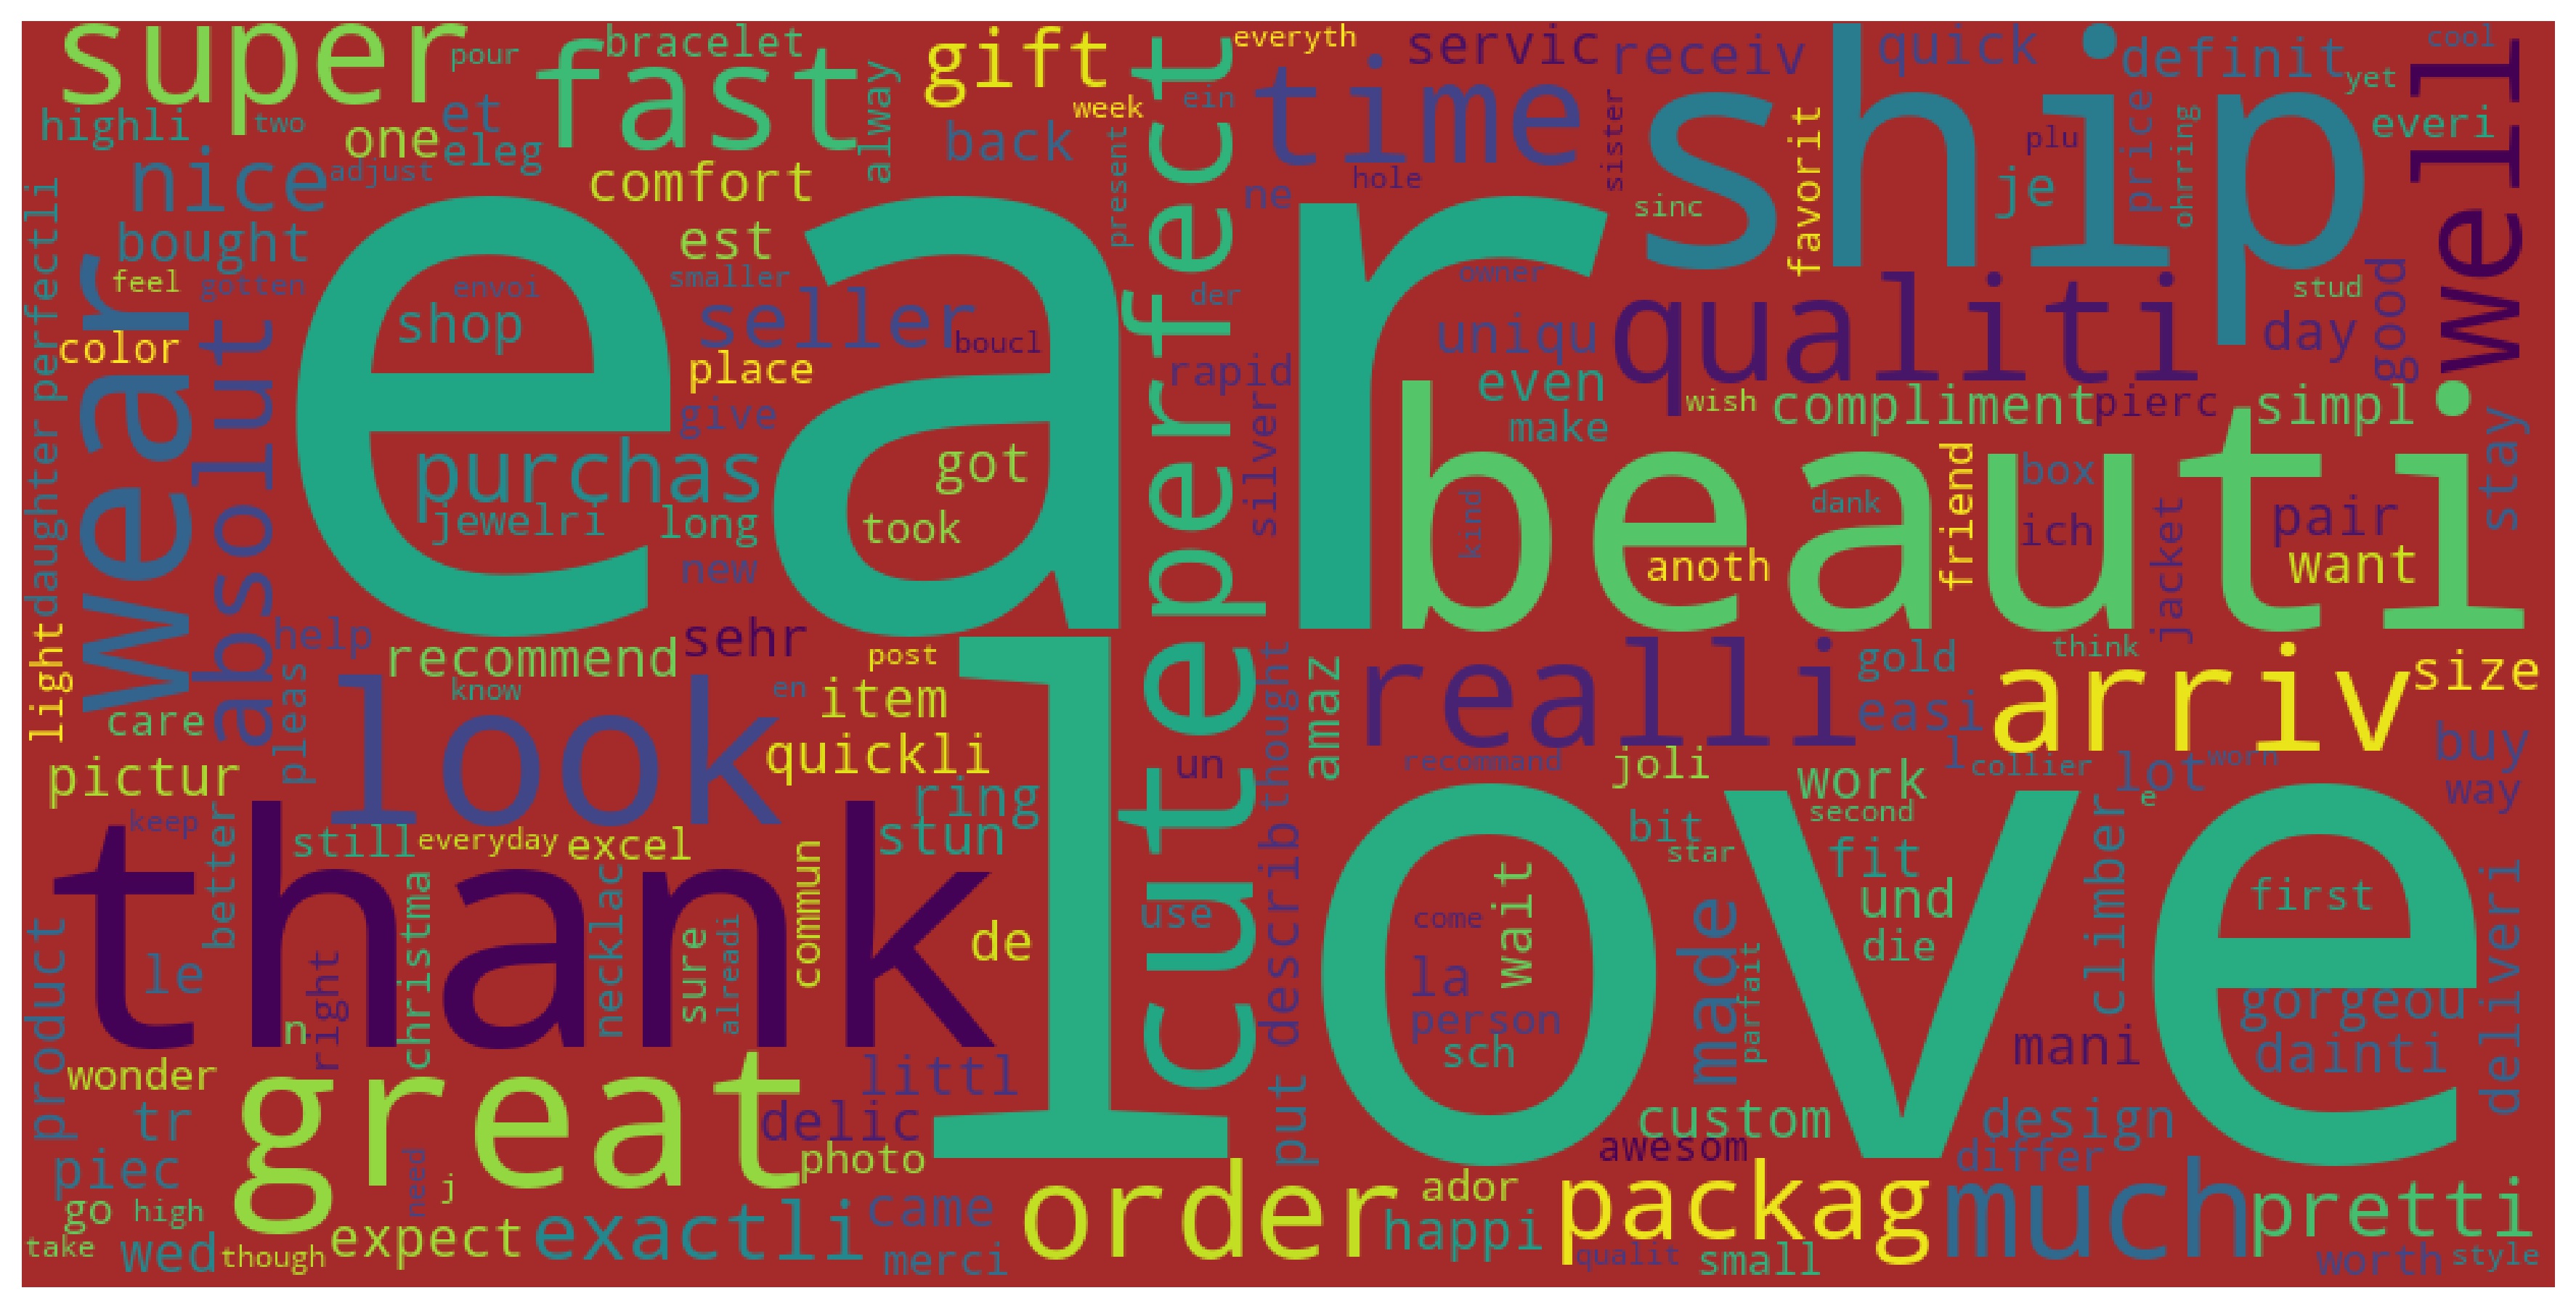 super
pour
bracelet
fast
gift
everyth
servic
receiv
quick
definit
cool
yet
highli
two
et
one
eleg
alway
week
ein
back
perfect
time
ship
price
everi
well
nice
adjust
comfort
present
ne
hole
sister
sinc
favorit
je
plu
ohrring
bought
est
feel
gotten
envoi
smaller
der
owner
stud
daughter
perfectli
wear
absolut
ear
shop
seller
boucl
color
place
rapid
uniqu
qualiti
day
good
give
even
make
wish
compliment
pierc
simpl
purchas
got
silver
beauti
jewelri
long
took
kind
dank
friend
box
stay
new
anoth
ich
jacket
pair
want
light
help
recommend
sehr
post
thought
amaz
realli
gold
think
arriv
size
care
pleas
look
know
en
item
cute
un
easi
pictur
quickli
recommand
joli
work
l
collier
lot
worn
buy
way
keep
better
ring
second
e
still
everyday
excel
stun
bit
star
fit
climber
thank
love
product
le
right
christma
necklac
sure
alreadi
commun
de
use
describ
come
wait
und
first
die
la
made
parfait
gorgeou
deliveri
n
person
sch
mani
dainti
wonder
great
littl
put
tr
delic
custom
design
piec
photo
awesom
differ
need
j
go
high
came
order
ador
packag
much
pretti
take
wed
though
expect
exactli
merci
happi
qualit
small
worth
style